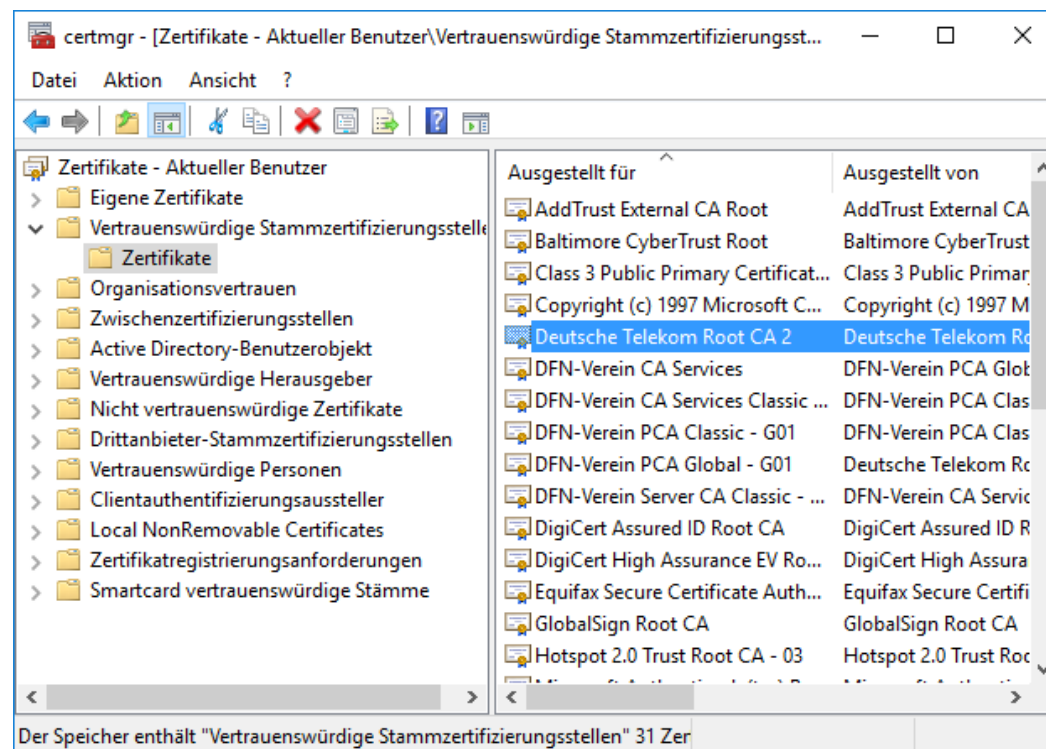 certmgr - [Zertifikate - Aktueller Benutzer\Vertrauenswürdige Stammzertifizierungsst...
Datei Aktion Ansicht ?
Zertifikate - Aktueller Benutzer
Eigene Zertifikate
Vertrauenswürdige Stammzertifizierungsstelle
Zertifikate
Organisationsvertrauen
Zwischenzertifizierungsstellen
Active Directory-Benutzerobjekt
Vertrauenswürdige Herausgeber
Nicht vertrauenswürdige Zertifikate
Drittanbieter-Stammzertifizierungsstellen
Vertrauenswürdige Personen
Clientauthentifizierungsaussteller
Local NonRemovable Certificates
Zertifikatregistrierungsanforderungen
Smartcard vertrauenswürdige Stämme
Ausgestellt für Ausgestellt von
AddTrust External CA Root AddTrust External CA
Baltimore CyberTrust Root Baltimore CyberTrust
Class 3 Public Primary Certificat... Class 3 Public Primar
Copyright (c) 1997 Microsoft C... Copyright (c) 1997 M
Deutsche Telekom Root CA 2 Deutsche Telekom Ro
DFN-Verein CA Services DFN-Verein PCA Glob
DFN-Verein CA Services Classic ... DFN-Verein PCA Clas
DFN-Verein PCA Classic - G01 DFN-Verein PCA Clas
DFN-Verein PCA Global - G01 Deutsche Telekom Ro
DFN-Verein Server CA Classic - ... DFN-Verein CA Servic
DigiCert Assured ID Root CA DigiCert Assured ID R
DigiCert High Assurance EV Ro... DigiCert High Assura
Equifax Secure Certificate Auth... Equifax Secure Certifi
GlobalSign Root CA GlobalSign Root CA
Hotspot 2.0 Trust Root CA - 03 Hotspot 2.0 Trust Roo
Der Speicher enthält "Vertrauenswürdige Stammzertifizierungsstellen" 31 Zer